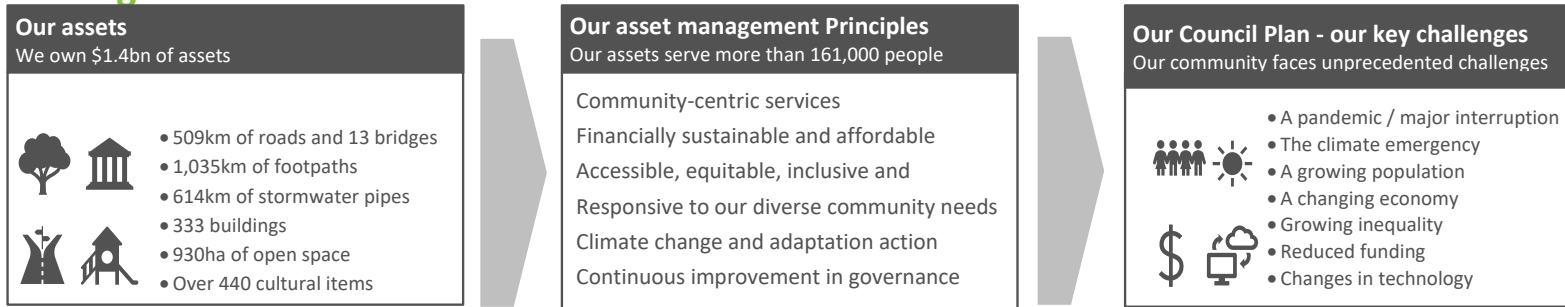 Our assets
We own $1.4bn of assets
• 509km of roads and 13 bridges
• 1,035km of footpaths
• 614km of stormwater pipes
• 333 buildings
• 930ha of open space
• Over 440 cultural items
Our asset management Principles
Our assets serve more than 161,000 people
Community-centric services
Financially sustainable and affordable
Accessible, equitable, inclusive and
Responsive to our diverse community needs
Climate change and adaptation action
Continuous improvement in governance
Our Council Plan - our key challenges
Our community faces unprecedented challenges
• A pandemic / major interruption
• The climate emergency
• A growing population
• A changing economy
• Growing inequality
• Reduced funding
• Changes in technology
$